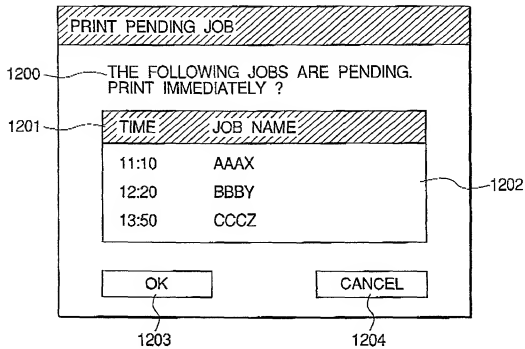 PRINT PENDING JOB
1200
THE FOLLOWING JOBS ARE PENDING.
PRINT IMMEDIATELY ?
1201
TIME JOB NAME
11:10 AAAX
12:20 BBBY
13:50 CCCZ
1202
OK CANCEL
1203 1204